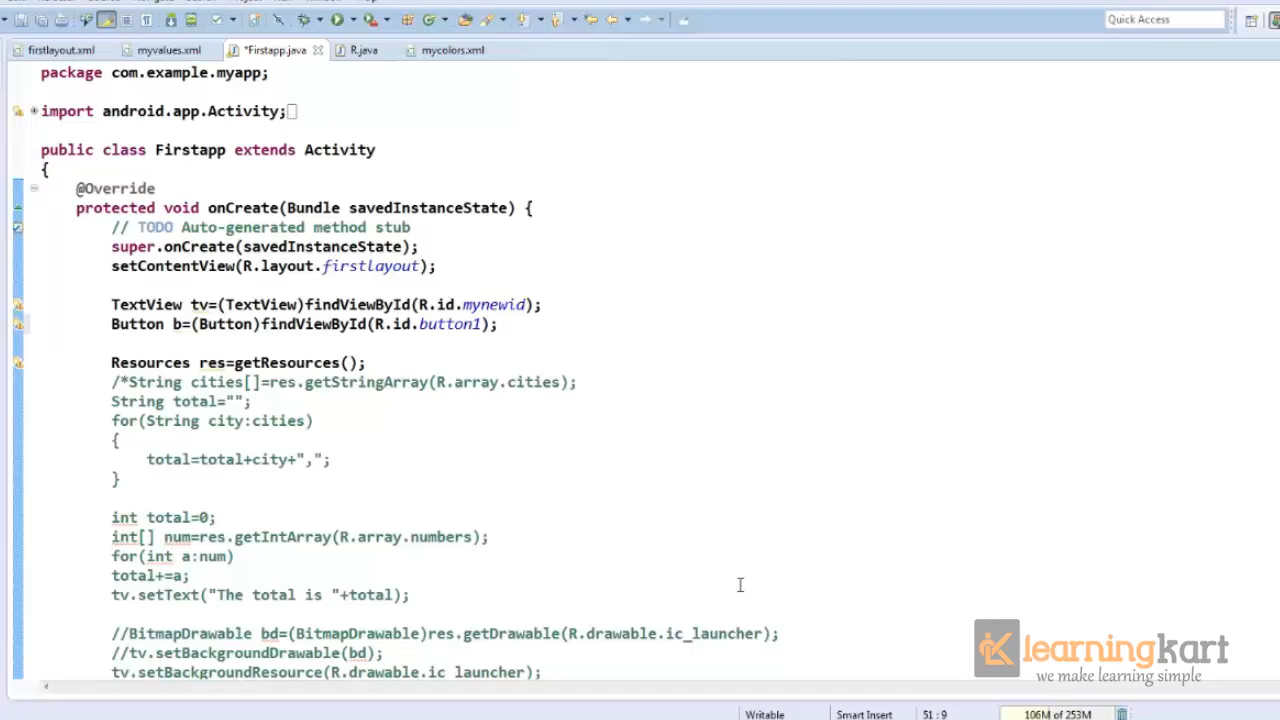 Quick Access
firstlayout.xml myvalues.xml *Firstapp.java R.java mycolors.xml
package com.example.myapp;
import android.app.Activity;
public class Firstapp extends Activity
{
@Override
protected void onCreate(Bundle savedInstanceState) {
// TODO Auto-generated method stub
super.onCreate(savedInstanceState);
setContentView(R.layout.firstlayout);
TextView tv=(TextView)findViewById(R.id.mynewid);
Button b=(Button)findViewById(R.id.button1);
Resources res=getResources();
/*String cities[]=res.getStringArray(R.array.cities);
String total="";
for(String city:cities)
{
total=total+city+",";
}
int total=0;
int[] num=res.getIntArray(R.array.numbers);
for(int a:num)
total+=a;
tv.setText("The total is "+total);
//BitmapDrawable bd=(BitmapDrawable)res.getDrawable(R.drawable.ic_launcher);
//tv.setBackgroundDrawable(bd);
tv.setBackgroundResource(R.drawable.ic_launcher);
learningkart
we make learning simple
Writable Smart Insert 51 : 9 106M of 253M